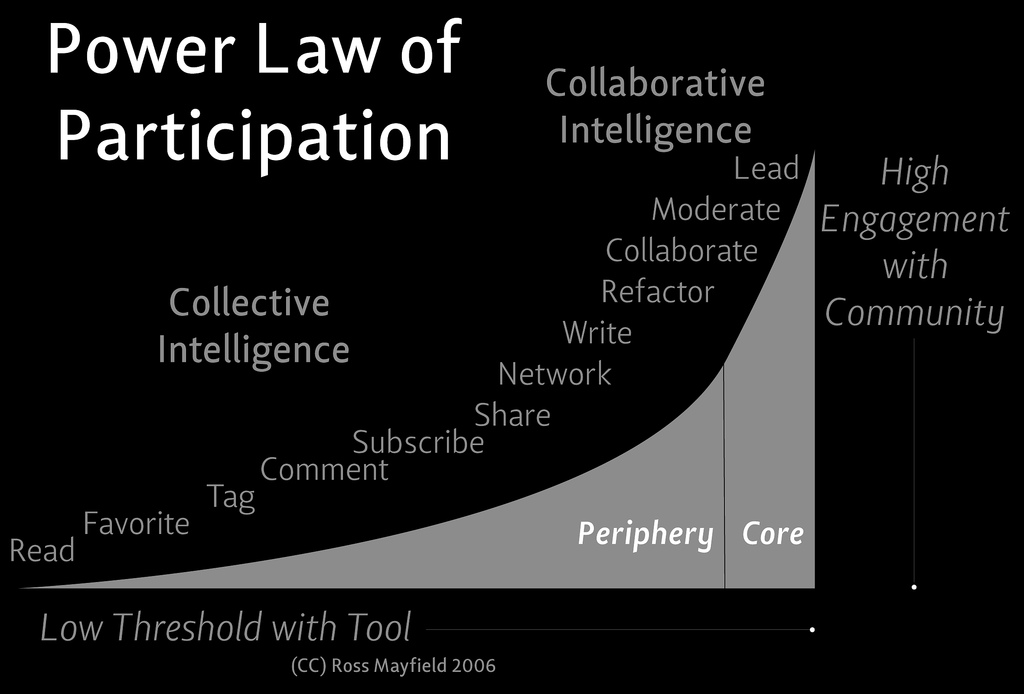 Power Law of
Participation
Collaborative
Intelligence
Lead
Moderate
Collaborate
Refactor
Write
Network
Share
Subscribe
Comment
Tag
Favorite
Read
Collective
Intelligence
High
Engagement
with
Community
Periphery
Core
Low Threshold with Tool
(CC) Ross Mayfield 2006